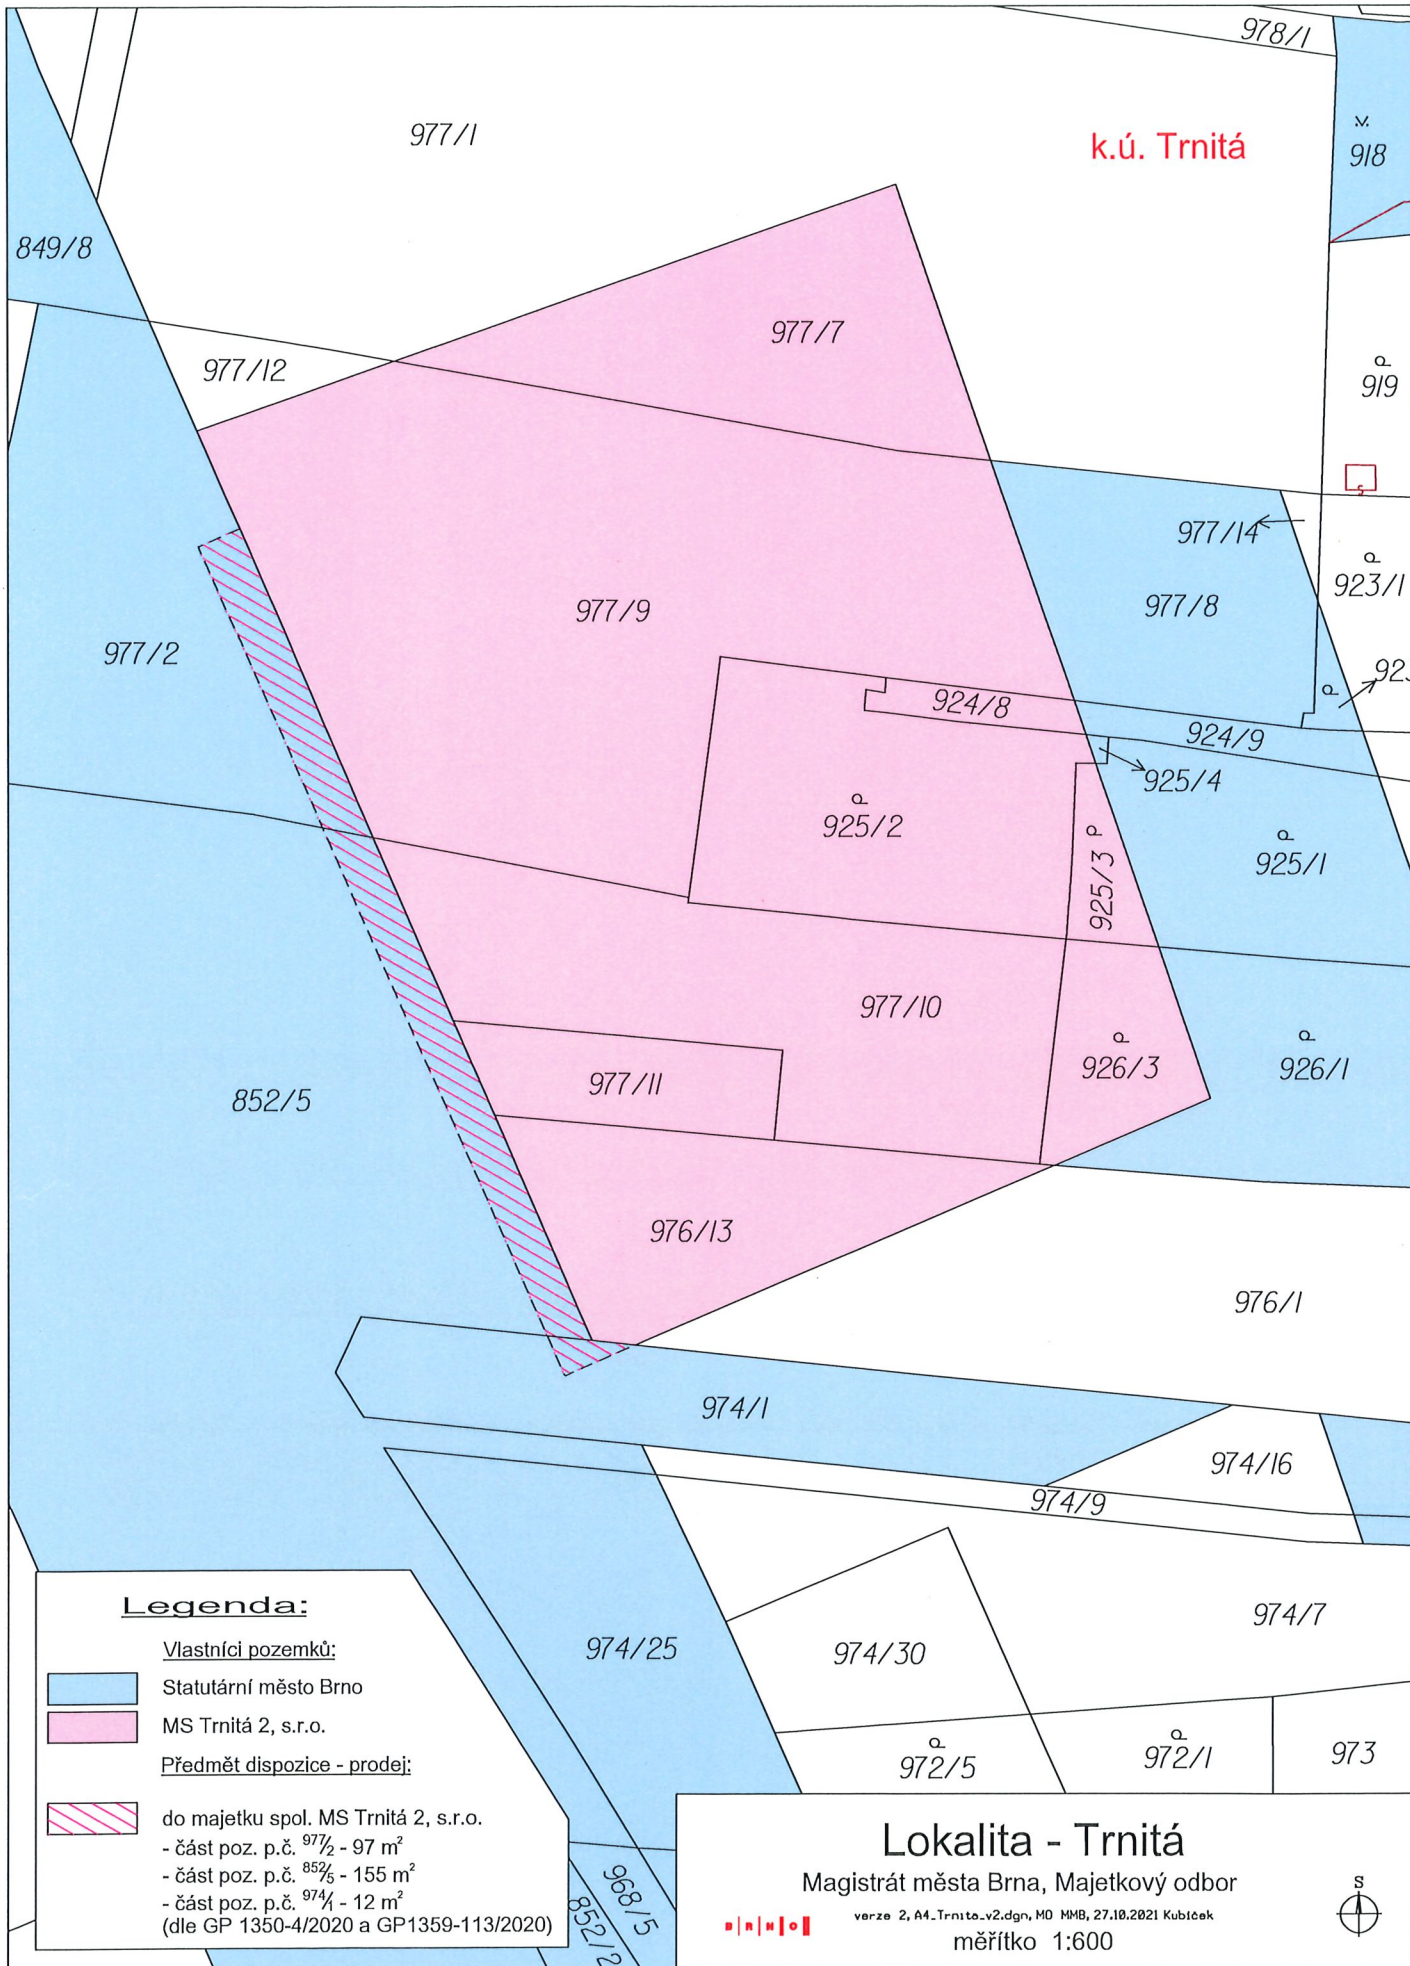 978/1
977/1
k.ú. Trnitá
v.
918
849/8
977/7
977/12
P
919
s
977/14
P
923/1
977/9
977/8
977/2
P
924/8
924/9
925/4
P
925/2
P
925/3
P
925/1
977/10
P
926/3
P
926/1
977/11
852/5
976/13
976/1
974/1
974/16
974/9
974/7
974/25
974/30
P
972/5
P
972/1
973
968/5
852/2
Legenda:
Vlastníci pozemků:
Statutární město Brno
MS Trnitá 2, s.r.o.
Předmět dispozice - prodej:
do majetku spol. MS Trnitá 2, s.r.o.
- část poz. p.č. 977/2 - 97 m²
- část poz. p.č. 852/5 - 155 m²
- část poz. p.č. 974/1 - 12 m²
(dle GP 1350-4/2020 a GP1359-113/2020)
Lokalita - Trnitá
Magistrát města Brna, Majetkový odbor
verze 2, A4_Trnita_v2.dgn, MO MMB, 27.10.2021 Kubíček
měřítko 1:600
B|R|N|O
S